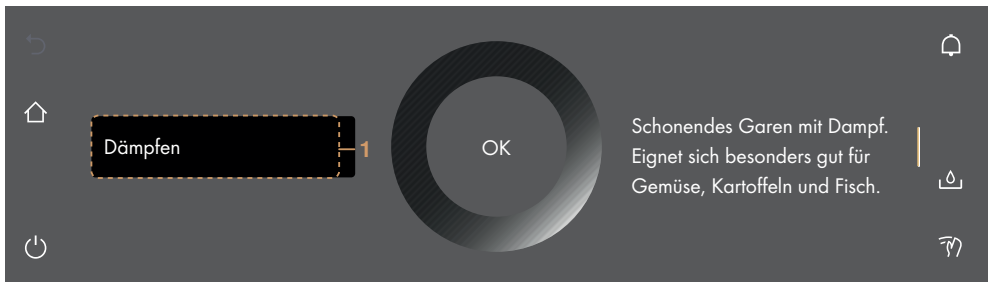 Dämpfen
1
OK
Schonendes Garen mit Dampf.
Eignet sich besonders gut für
Gemüse, Kartoffeln und Fisch.